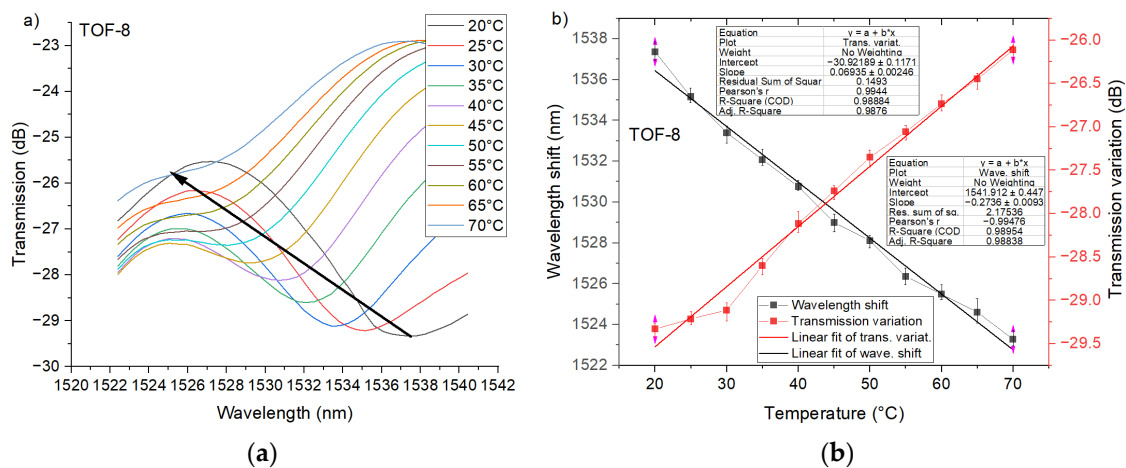 a)
TOF-8
20°C
25°C
30°C
35°C
40°C
45°C
50°C
55°C
60°C
65°C
70°C
−23
−24
−25
−26
−27
−28
−29
−30
Transmission (dB)
1520 1522 1524 1526 1528 1530 1532 1534 1536 1538 1540 1542
Wavelength (nm)
(a)
b)
TOF-8
1538
1536
1534
1532
1530
1528
1526
1524
1522
Wavelength shift (nm)
Equation y = a + b*x
Plot Trans. variat.
Weight No Weighting
Intercept −30.92189 ± 0.1171
Slope 0.06935 ± 0.00246
Residual Sum of Squar 0.1493
Pearson's r 0.9944
R-Square (COD) 0.98884
Adj. R-Square 0.9876
Equation y = a + b*x
Plot Wave. shift
Weight No Weighting
Intercept 1541.912 ± 0.447
Slope −0.2736 ± 0.0093
Res. sum of sq. 2.17536
Pearson's r −0.99476
R-Square (COD 0.98954
Adj. R-Square 0.98838
Wavelength shift
Transmission variation
Linear fit of trans. variat.
Linear fit of wave. shift
−26.0
−26.5
−27.0
−27.5
−28.0
−28.5
−29.0
−29.5
Transmission variation (dB)
20 30 40 50 60 70
Temperature (°C)
(b)